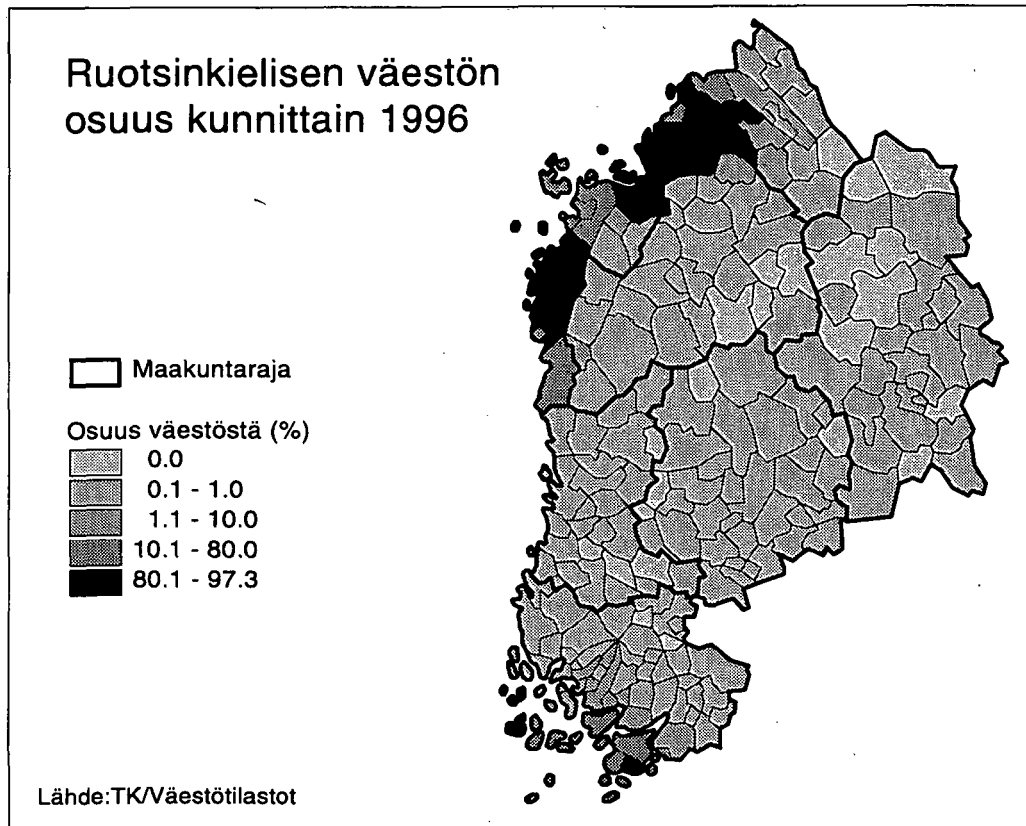 Ruotsinkielisen väestön
osuus kunnittain 1996
Maakuntaraja
Osuus väestöstä (%)
0.0
0.1 - 1.0
1.1 - 10.0
10.1 - 80.0
80.1 - 97.3
Lähde:TK/Väestötilastot